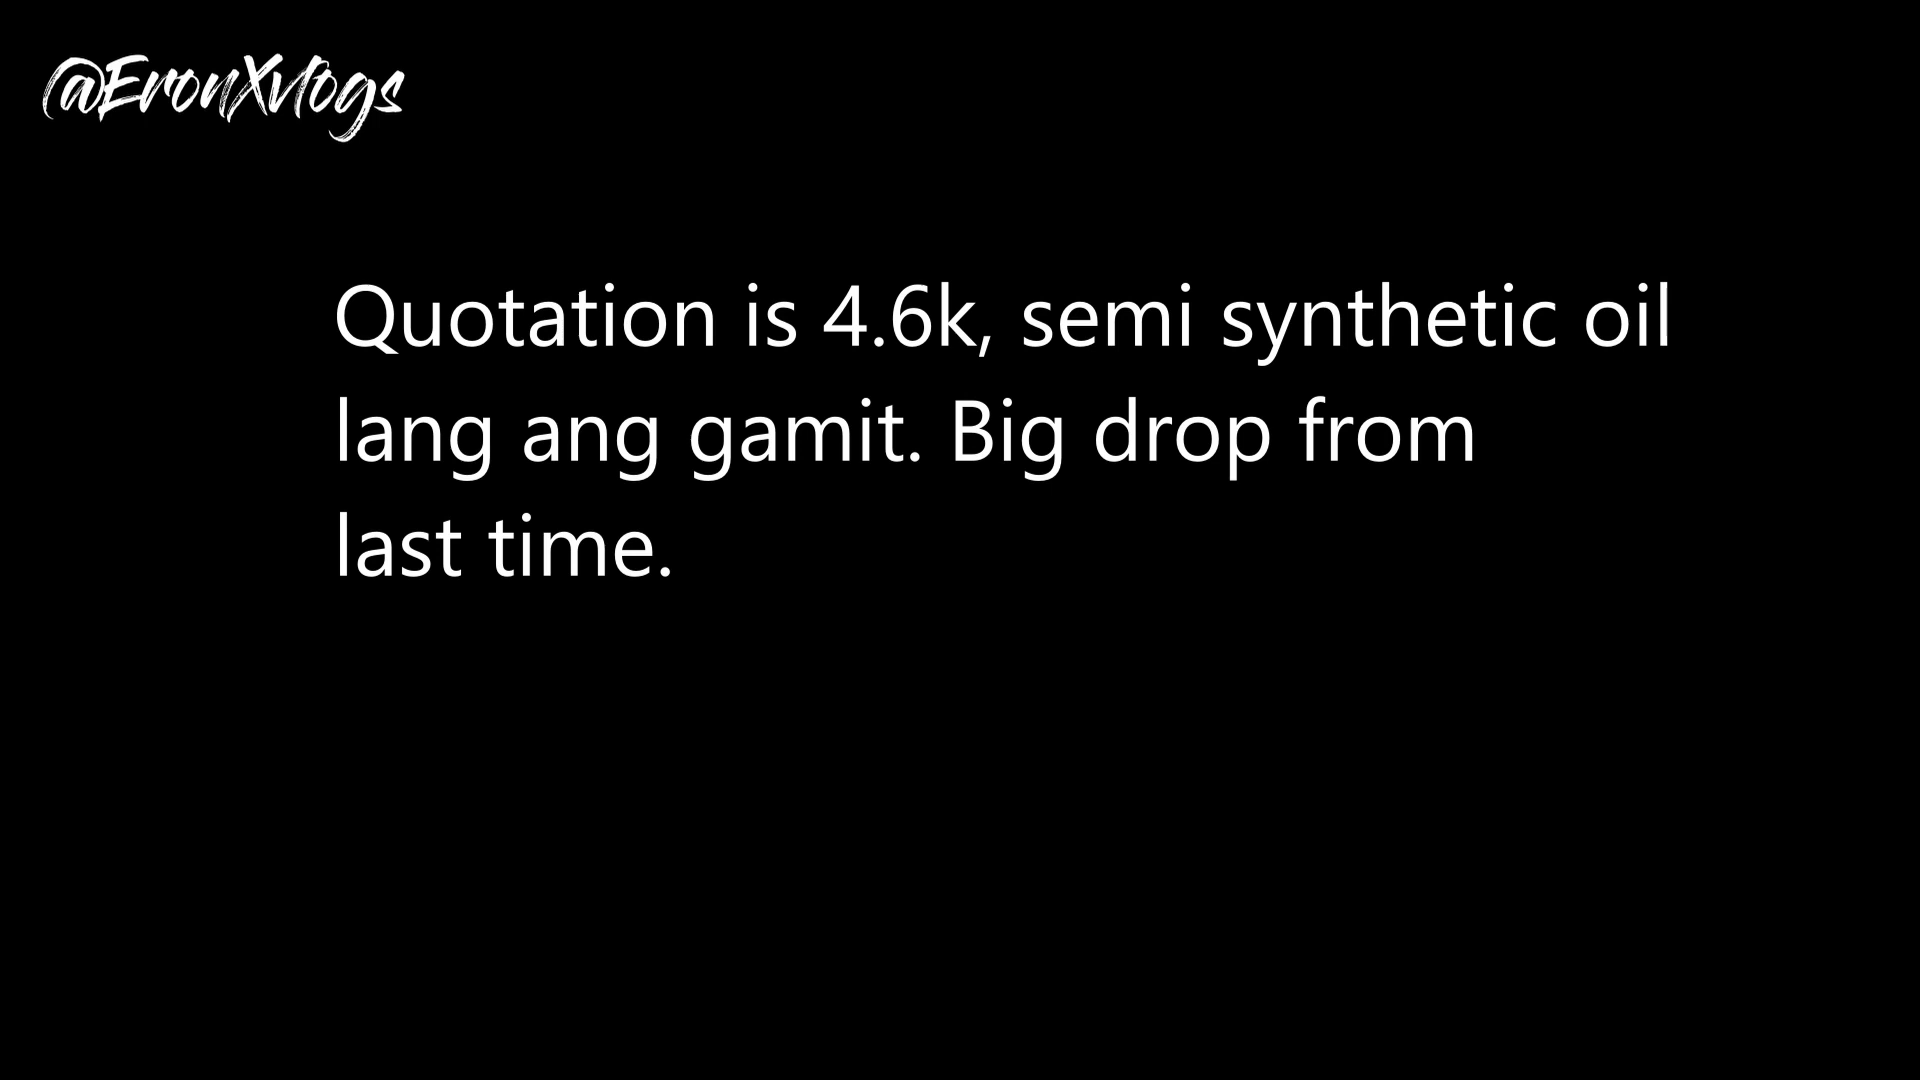 @EronXvlogs
Quotation is 4.6k, semi synthetic oil
lang ang gamit. Big drop from
last time.